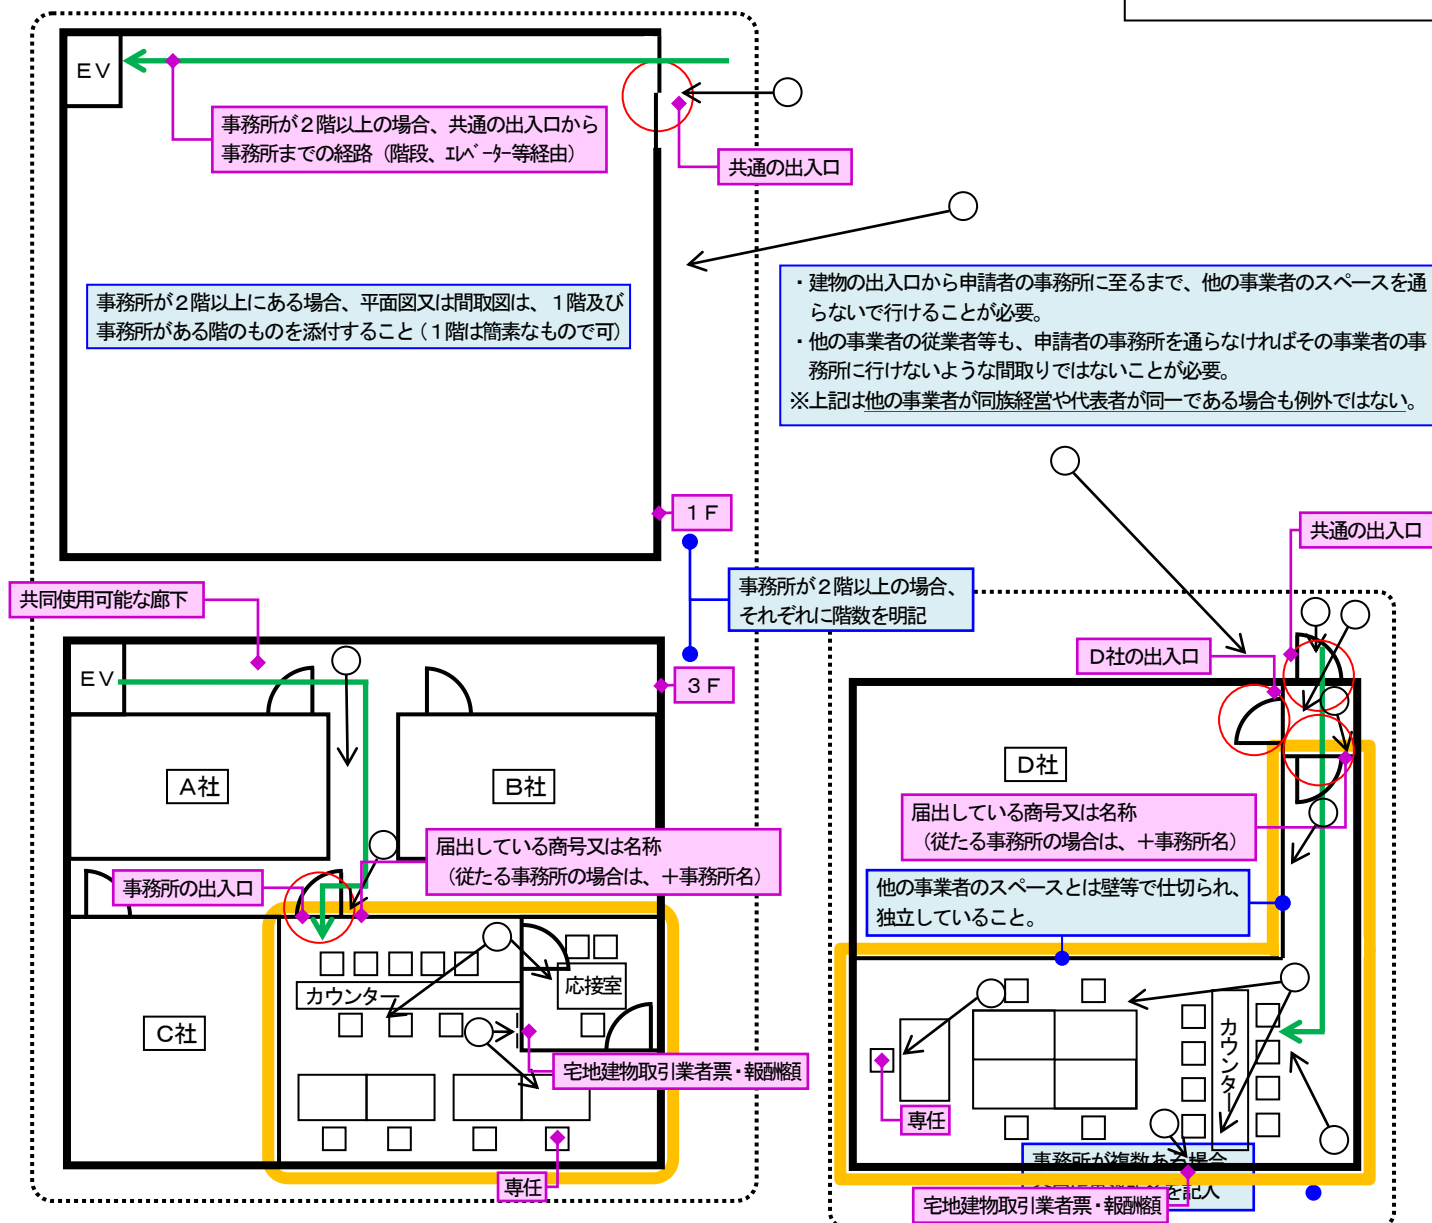 EV
事務所が2階以上の場合、共通の出入口から
事務所までの経路（階段、ｴﾚﾍﾞｰﾀｰ等経由）
共通の出入口
事務所が2階以上にある場合、平面図又は間取図は、1階及び
事務所がある階のものを添付すること（1階は簡素なもので可）
・建物の出入口から申請者の事務所に至るまで、他の事業者のスペースを通
らないで行けることが必要。
・他の事業者の従業者等も、申請者の事務所を通らなければその事業者の事
務所に行けないような間取りではないことが必要。
※上記は他の事業者が同族経営や代表者が同一である場合も例外ではない。
1F
共通の出入口
共同使用可能な廊下
事務所が2階以上の場合、
それぞれに階数を明記
D社の出入口
EV
3F
A社
B社
D社
届出している商号又は名称
（従たる事務所の場合は、＋事務所名）
届出している商号又は名称
（従たる事務所の場合は、＋事務所名）
事務所の出入口
他の事業者のスペースとは壁等で仕切られ、
独立していること。
カウンター
応接室
C社
カウンター
宅地建物取引業者票・報酬額
専任
専任
事務所が複数ある場合
を記入
宅地建物取引業者票・報酬額